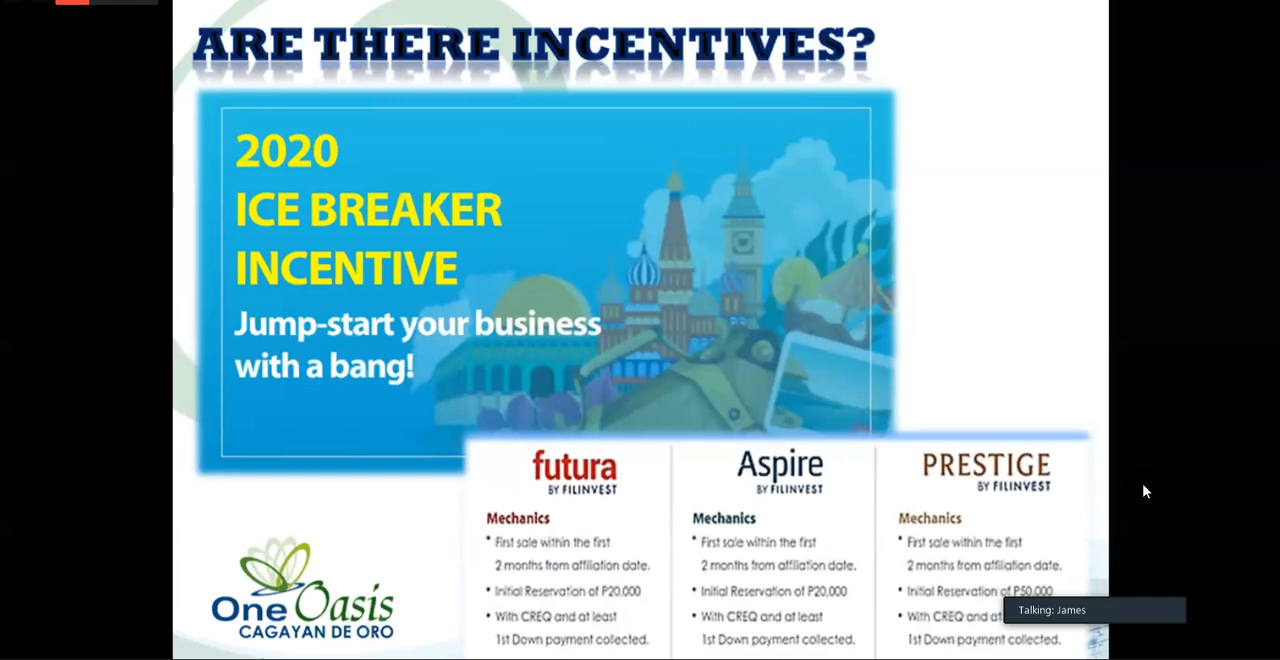 ARE THERE INCENTIVES?
2020
ICE BREAKER
INCENTIVE
Jump-start your business
with a bang!
futura
BY FILINVEST
Mechanics
• First sale within the first
2 months from affiliation date.
• Initial Reservation of P20.000
• With CREQ and at least
1st Down payment collected.
Aspire
BY FILINVEST
Mechanics
• First sale within the first
2 months from affiliation date.
• Initial Reservation of P20,000
• With CREQ and at least
1st Down payment collected.
PRESTIGE
BY FILINVEST
Mechanics
• First sale within the first
2 months from affiliation date.
• Initial Reservation of P50,000
• With CREQ and at
1st Down payment collected.
One Oasis
CAGAYAN DE ORO
Talking: James